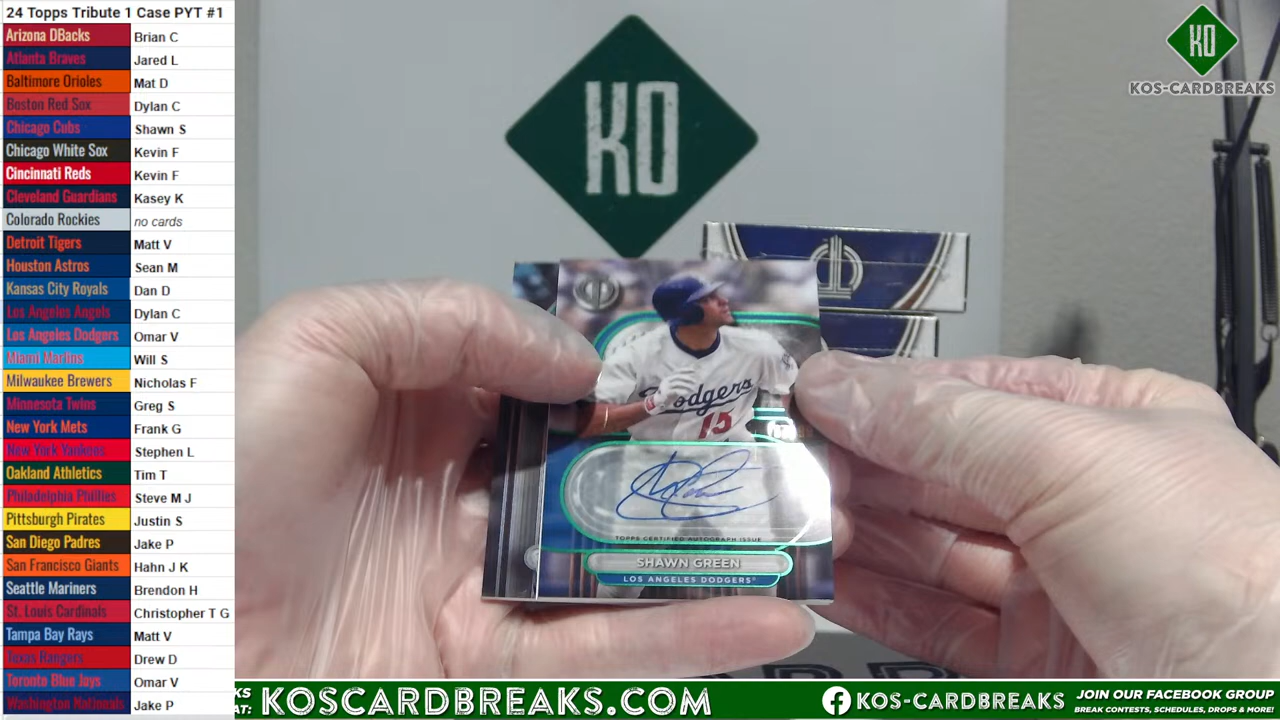 24 Topps Tribute 1 Case PYT #1
Arizona DBacks Brian C
Atlanta Braves Jared L
Baltimore Orioles Mat D
Boston Red Sox Dylan C
Chicago Cubs Shawn S
Chicago White Sox Kevin F
Cincinnati Reds Kevin F
Cleveland Guardians Kasey K
Colorado Rockies no cards
Detroit Tigers Matt V
Houston Astros Sean M
Kansas City Royals Dan D
Los Angeles Angels Dylan C
Los Angeles Dodgers Omar V
Miami Marlins Will S
Milwaukee Brewers Nicholas F
Minnesota Twins Greg S
New York Mets Frank G
New York Yankees Stephen L
Oakland Athletics Tim T
Philadelphia Phillies Steve M J
Pittsburgh Pirates Justin S
San Diego Padres Jake P
San Francisco Giants Hahn J K
Seattle Mariners Brendon H
St. Louis Cardinals Christopher T G
Tampa Bay Rays Matt V
Texas Rangers Drew D
Toronto Blue Jays Omar V
Washington Nationals Jake P
KO
KO
KOS-CARDBREAKS
Dodgers
15
TOPPS CERTIFIED AUTOGRAPH ISSUE
SHAWN GREEN
LOS ANGELES DODGERS®
KS
AT:
KOSCARDBREAKS.COM
KOS-CARDBREAKS
JOIN OUR FACEBOOK GROUP
BREAK CONTESTS, SCHEDULES, DROPS & MORE!